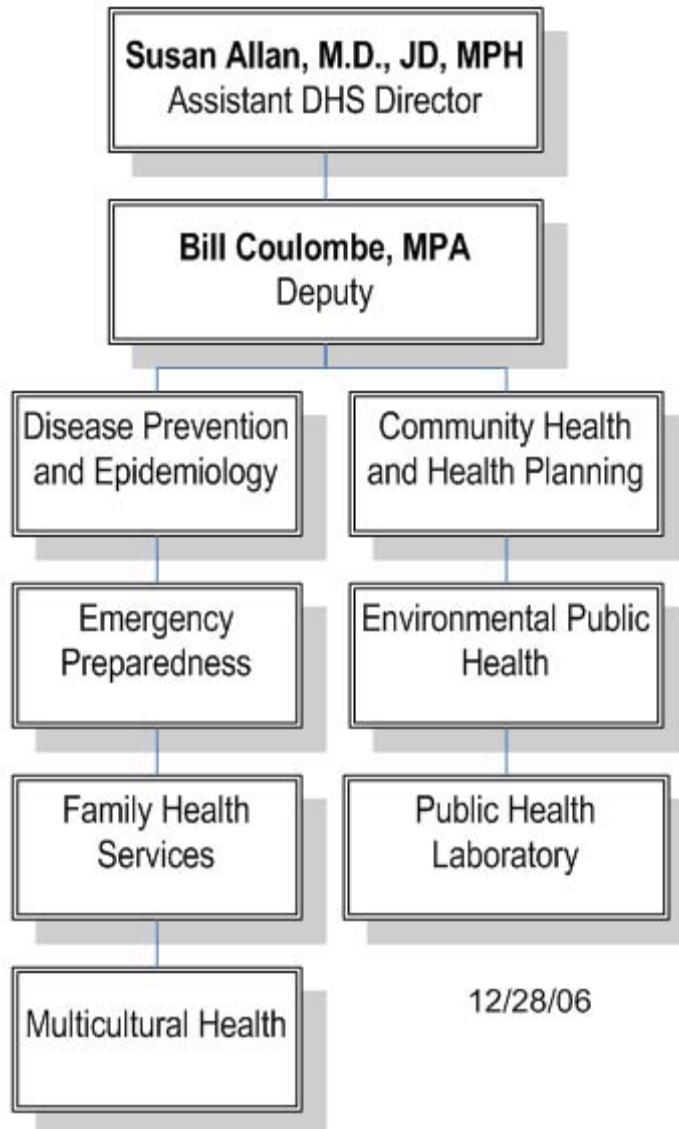 Susan Allan, M.D., JD, MPH
Assistant DHS Director
Bill Coulombe, MPA
Deputy
Disease Prevention
and Epidemiology
Community Health
and Health Planning
Emergency
Preparedness
Environmental Public
Health
Family Health
Services
Public Health
Laboratory
Multicultural Health
12/28/06